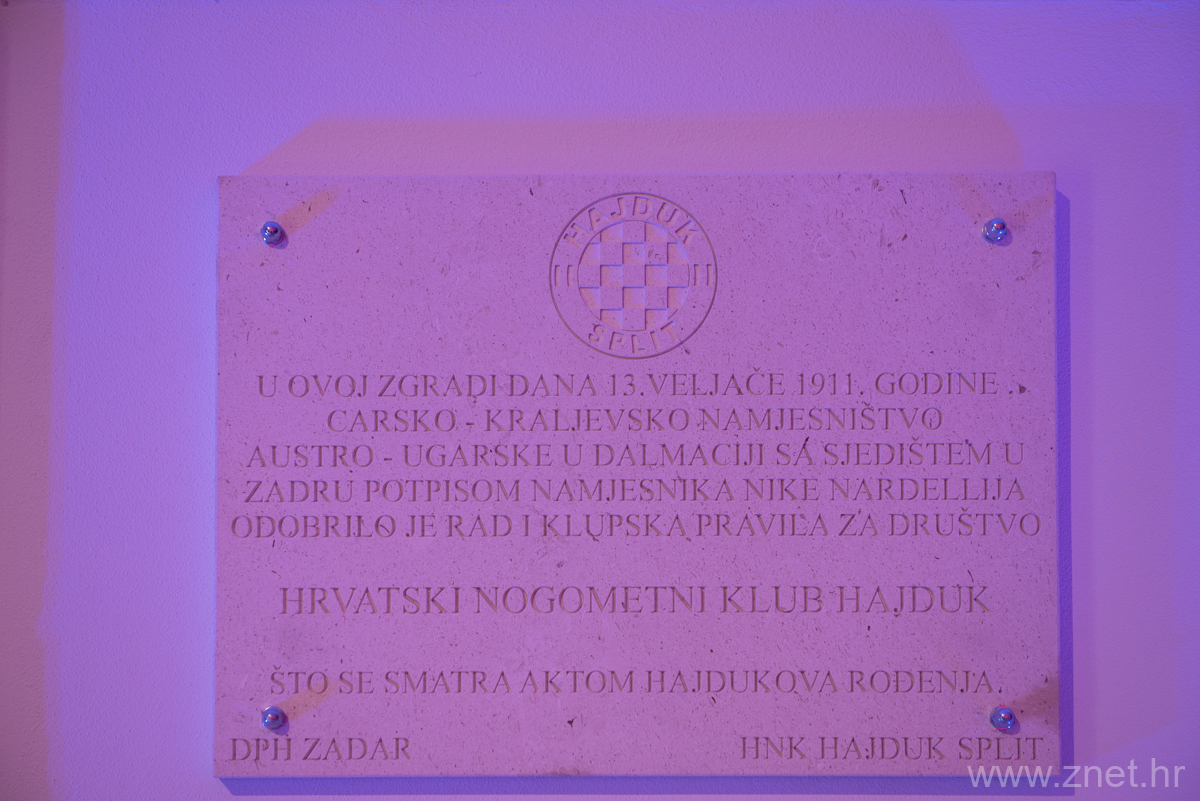 HAJDUK
SPLIT
U OVOJ ZGRADI DANA 13. VELJAČE 1911. GODINE
CARSKO - KRALJEVSKO NAMJESNIŠTVO
AUSTRO - UGARSKE U DALMACIJI SA SJEDIŠTEM U
ZADRU POTPISOM NAMJESNIKA NIKE NARDELLIJA
ODOBRILO JE RAD I KLUPSKA PRAVILA ZA DRUŠTVO
HRVATSKI NOGOMETNI KLUB HAJDUK
ŠTO SE SMATRA AKTOM HAJDUKOVA ROĐENJA.
DPH ZADAR HNK HAJDUK SPLIT
www.znet.hr